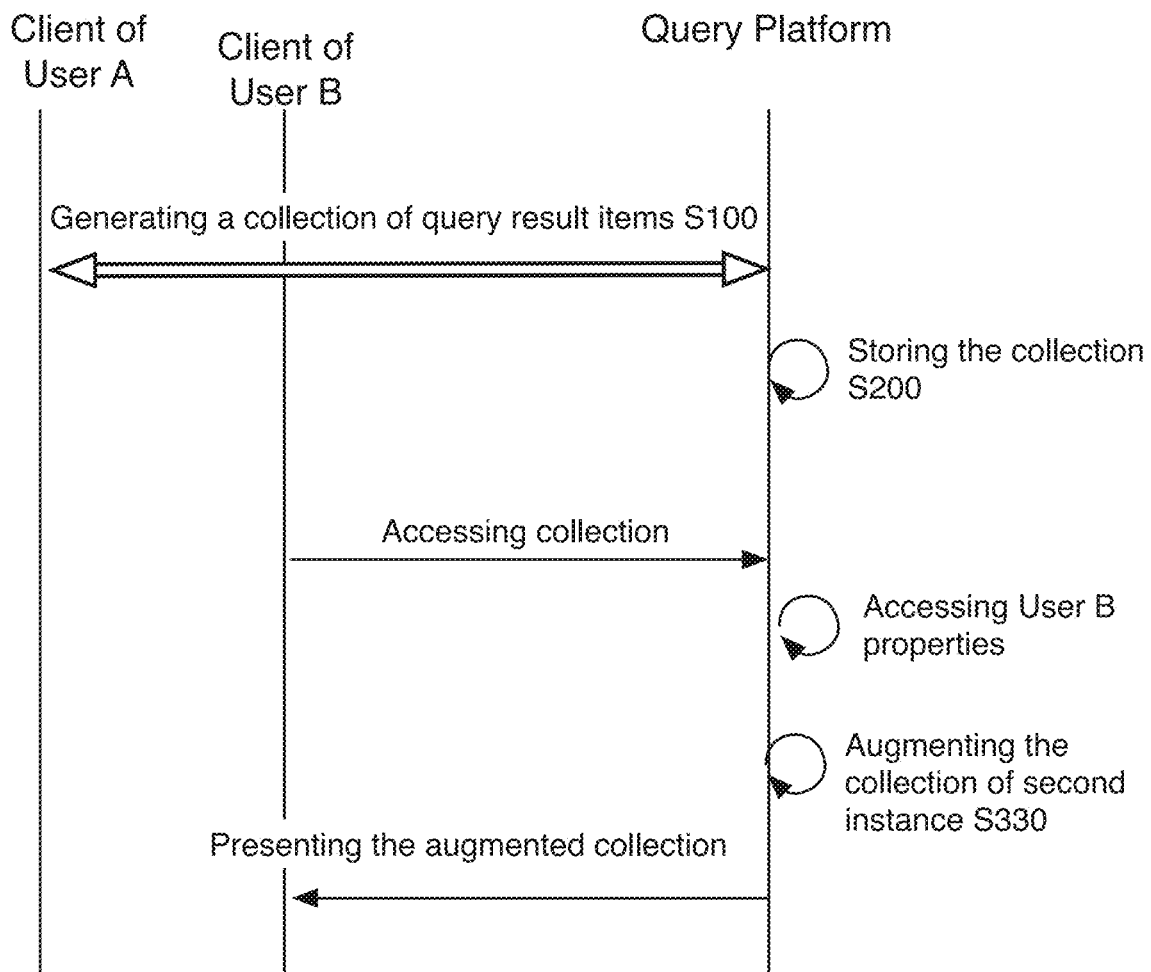 Client of
User A
Client of
User B
Query Platform
Generating a collection of query result items S100
Storing the collection
S200
Accessing collection
Accessing User B
properties
Augmenting the
collection of second
instance S330
Presenting the augmented collection